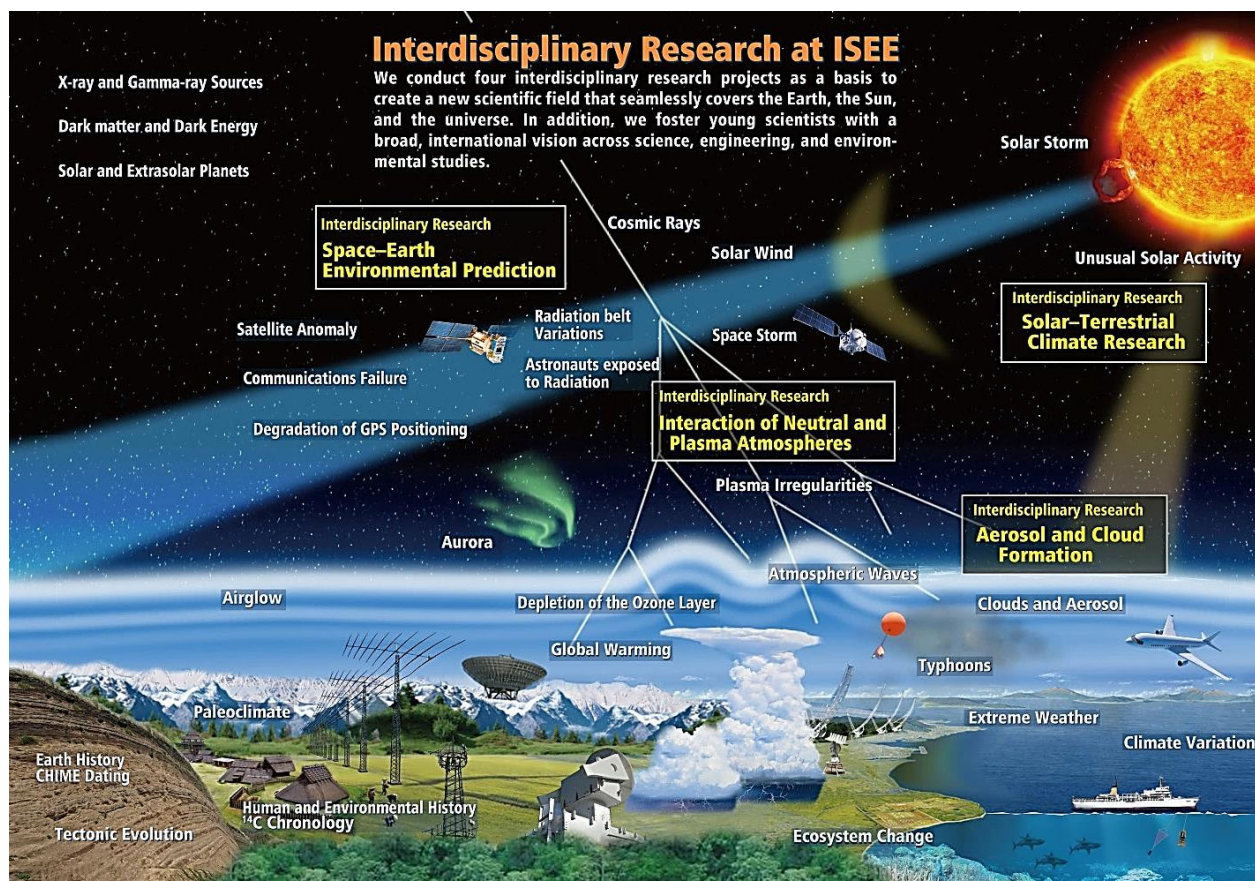 Interdisciplinary Research at ISEE
We conduct four interdisciplinary research projects as a basis to
create a new scientific field that seamlessly covers the Earth, the Sun,
and the universe. In addition, we foster young scientists with a
broad, international vision across science, engineering, and environ-
mental studies.
X-ray and Gamma-ray Sources
Dark matter and Dark Energy
Solar and Extrasolar Planets
Solar Storm
Cosmic Rays
Solar Wind
Unusual Solar Activity
Interdisciplinary Research
Space–Earth
Environmental Prediction
Interdisciplinary Research
Solar–Terrestrial
Climate Research
Satellite Anomaly
Radiation belt
Variations
Space Storm
Communications Failure
Astronauts exposed
to Radiation
Degradation of GPS Positioning
Interdisciplinary Research
Interaction of Neutral and
Plasma Atmospheres
Plasma Irregularities
Interdisciplinary Research
Aerosol and Cloud
Formation
Aurora
Atmospheric Waves
Airglow
Depletion of the Ozone Layer
Clouds and Aerosol
Global Warming
Typhoons
Paleoclimate
Extreme Weather
Climate Variation
Earth History
CHIME Dating
Human and Environmental History
¹⁴C Chronology
Tectonic Evolution
Ecosystem Change